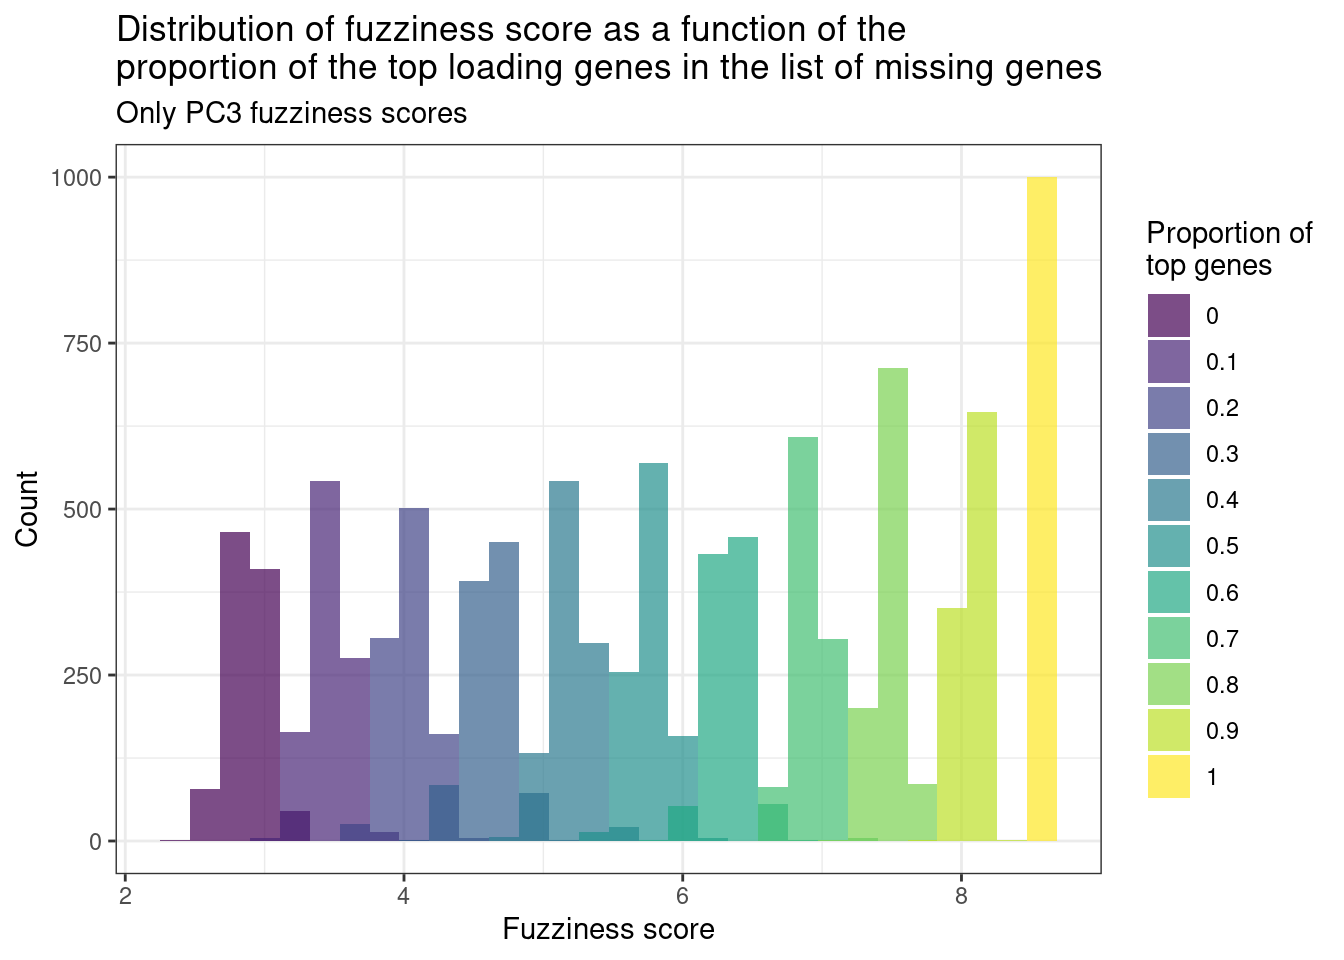 Distribution of fuzziness score as a function of the
proportion of the top loading genes in the list of missing genes
Only PC3 fuzziness scores
1000
750
500
250
0
Count
2
4
6
8
Fuzziness score
Proportion of
top genes
0
0.1
0.2
0.3
0.4
0.5
0.6
0.7
0.8
0.9
1